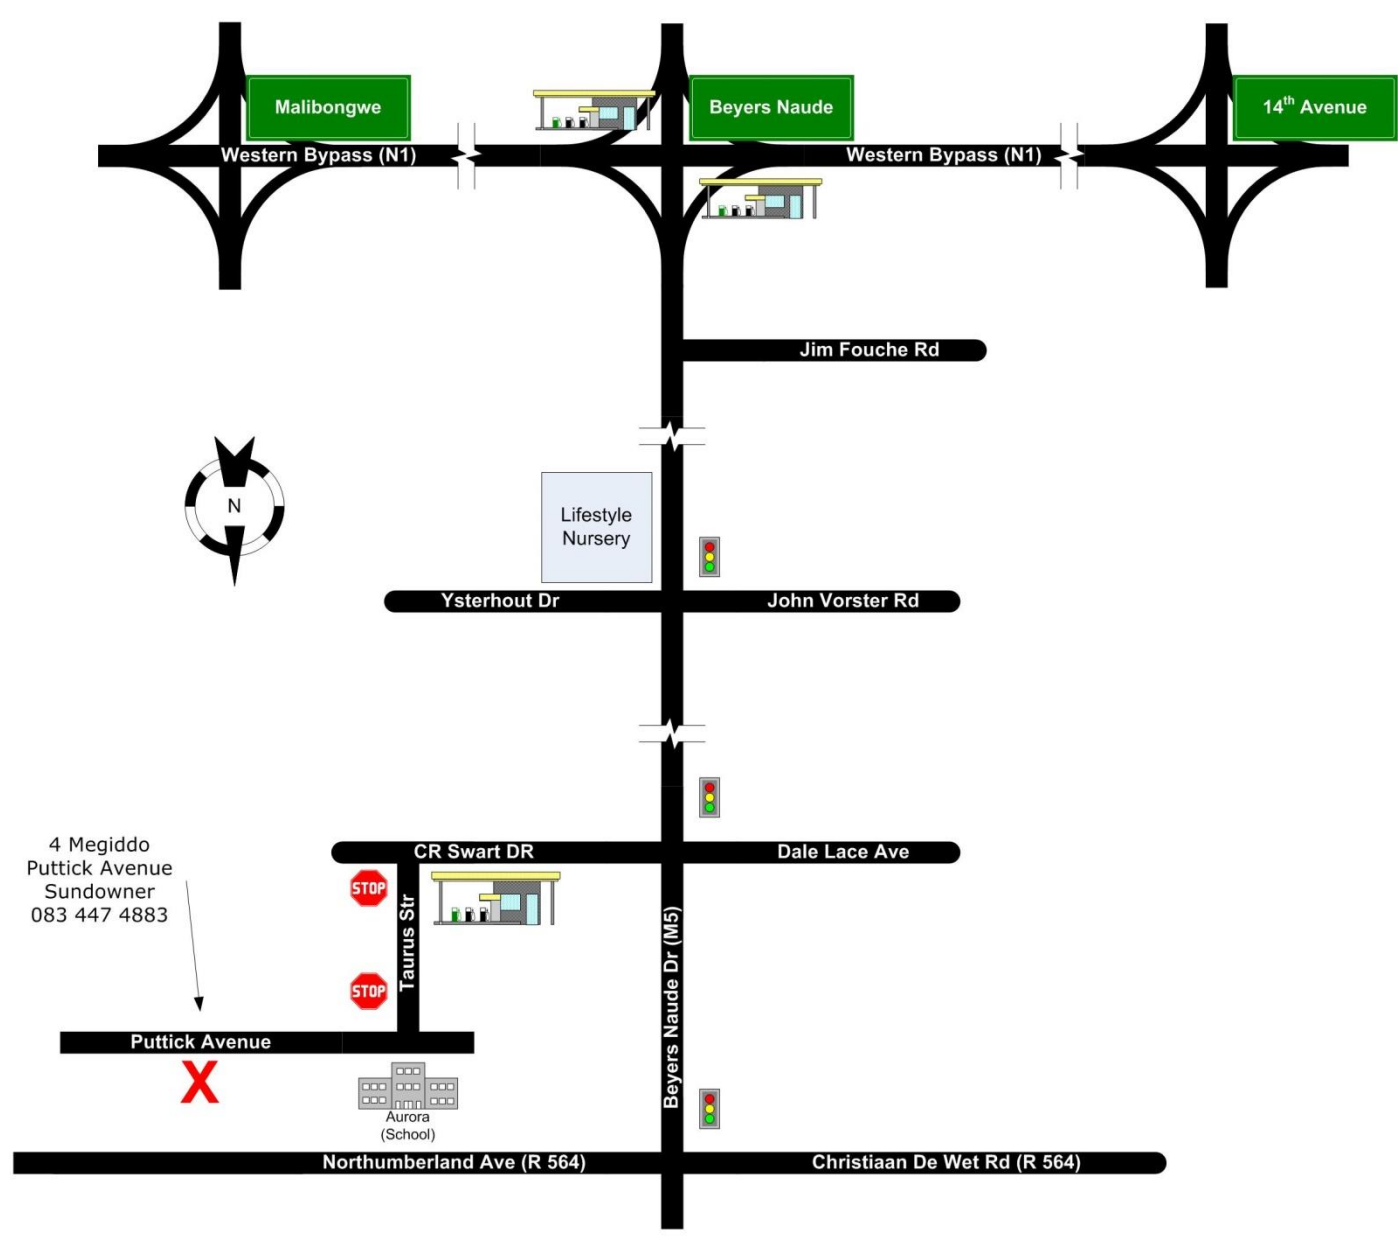 Malibongwe
Beyers Naude
14th Avenue
Western Bypass (N1)
Western Bypass (N1)
Jim Fouche Rd
N
Lifestyle
Nursery
Ysterhout Dr
John Vorster Rd
4 Megiddo
Puttick Avenue
Sundowner
083 447 4883
CR Swart DR
Dale Lace Ave
STOP
Taurus Str
STOP
Beyers Naude Dr (M5)
Puttick Avenue
X
Aurora
(School)
Northumberland Ave (R 564)
Christiaan De Wet Rd (R 564)